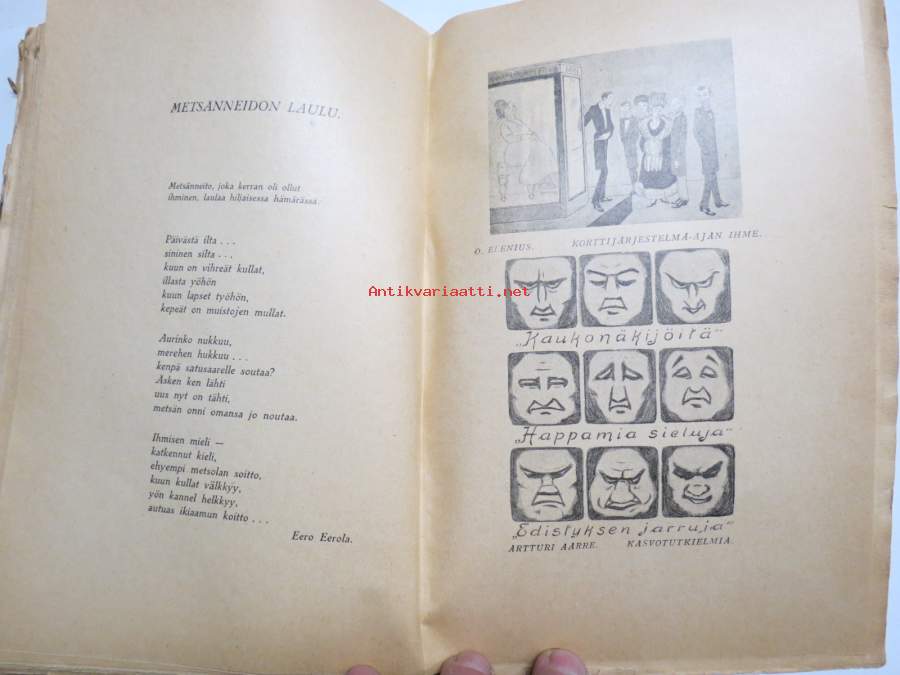 METSÄNNEIDON LAULU.
Metsänneito, joka kerran oli ollut
ihminen, laulaa hiljaisessa hämärässä:
Päivästä ilta . . .
sininen silta . . .
kuun on vihreät kullat,
illasta yöhön
kuun lapset työhön,
kepeät on muistojen mullat.
Aurinko nukkuu,
merehen hukkuu . . .
kenpä satusaarelle soutaa?
Äsken ken lähti
uus nyt on tähti,
metsän onni omansa jo noutaa.
Ihmisen mieli —
katkennut kieli,
ehyempi metsolan soitto,
kuun kullat välkkyy,
yön kannel helkkyy,
autuas ikiaamun koitto . . .
Eero Eerola.
O. ELENIUS. KORTTIJÄRJESTELMÄ-AJAN IHME.
Antikvariaatti.net
„Kaukonäkijöitä"
„Happamia sieluja"
„Edistyksen jarruja"
ARTTURI AARRE. KASVOTUTKIELMIA.